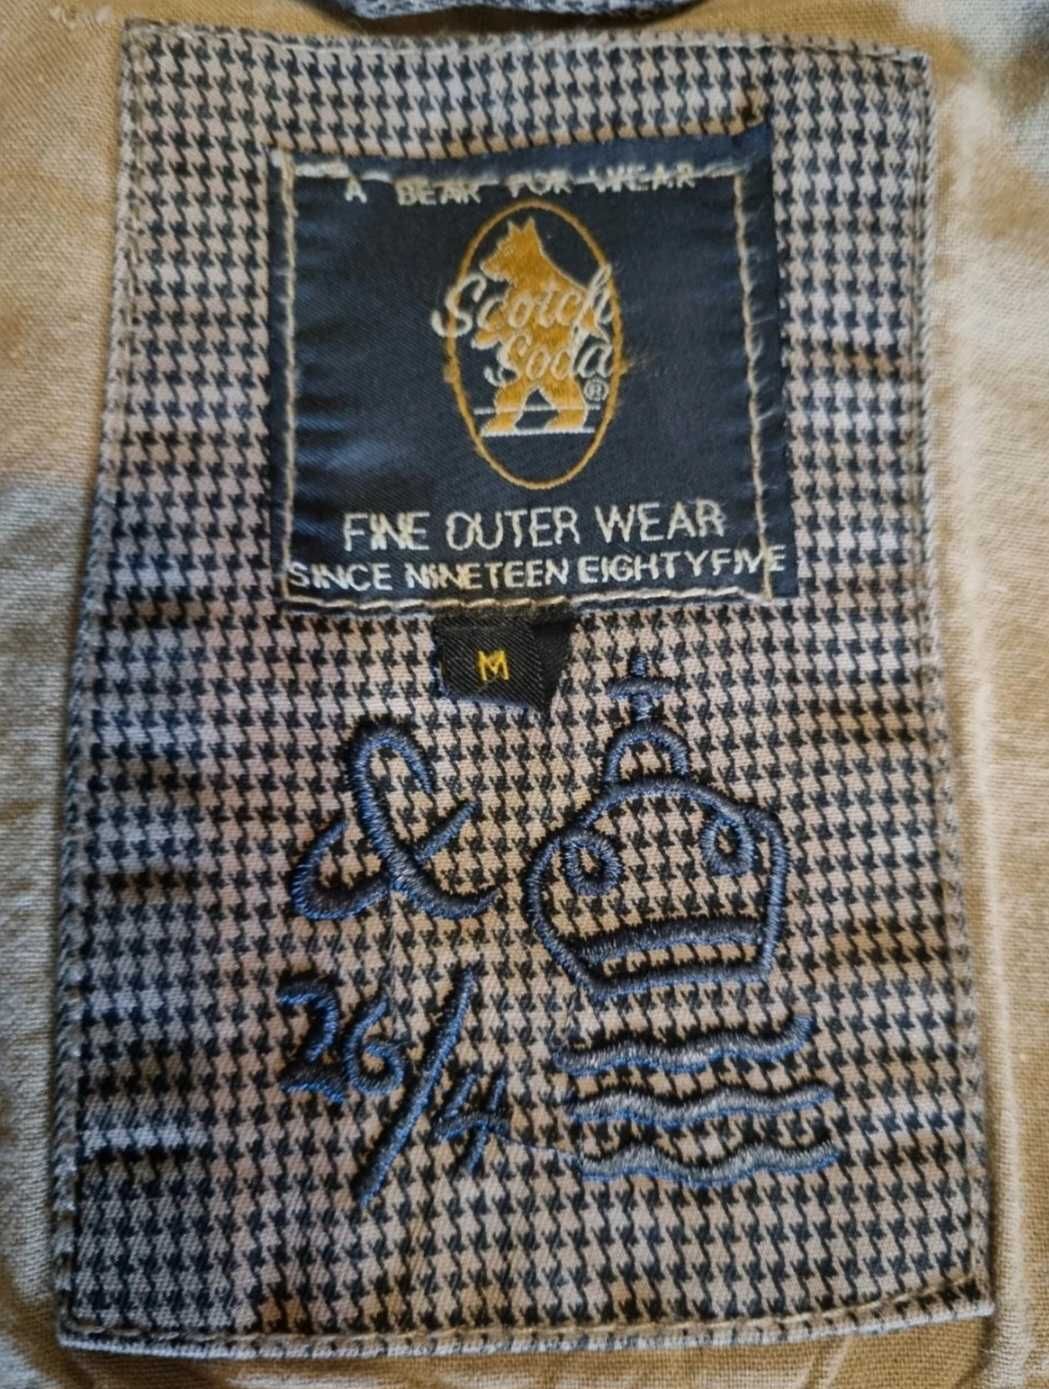 A BEAR FOR WEAR
Scotch
Soda
®
FINE OUTER WEAR
SINCE NINETEEN EIGHTYFIVE
M
&
26/4